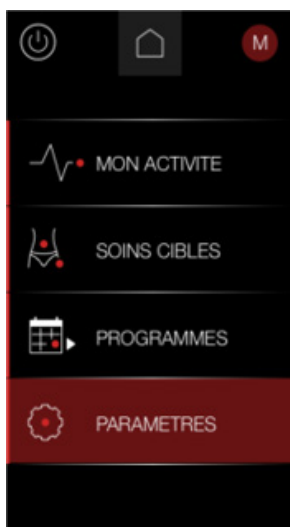 M
MON ACTIVITE
SOINS CIBLES
PROGRAMMES
PARAMETRES